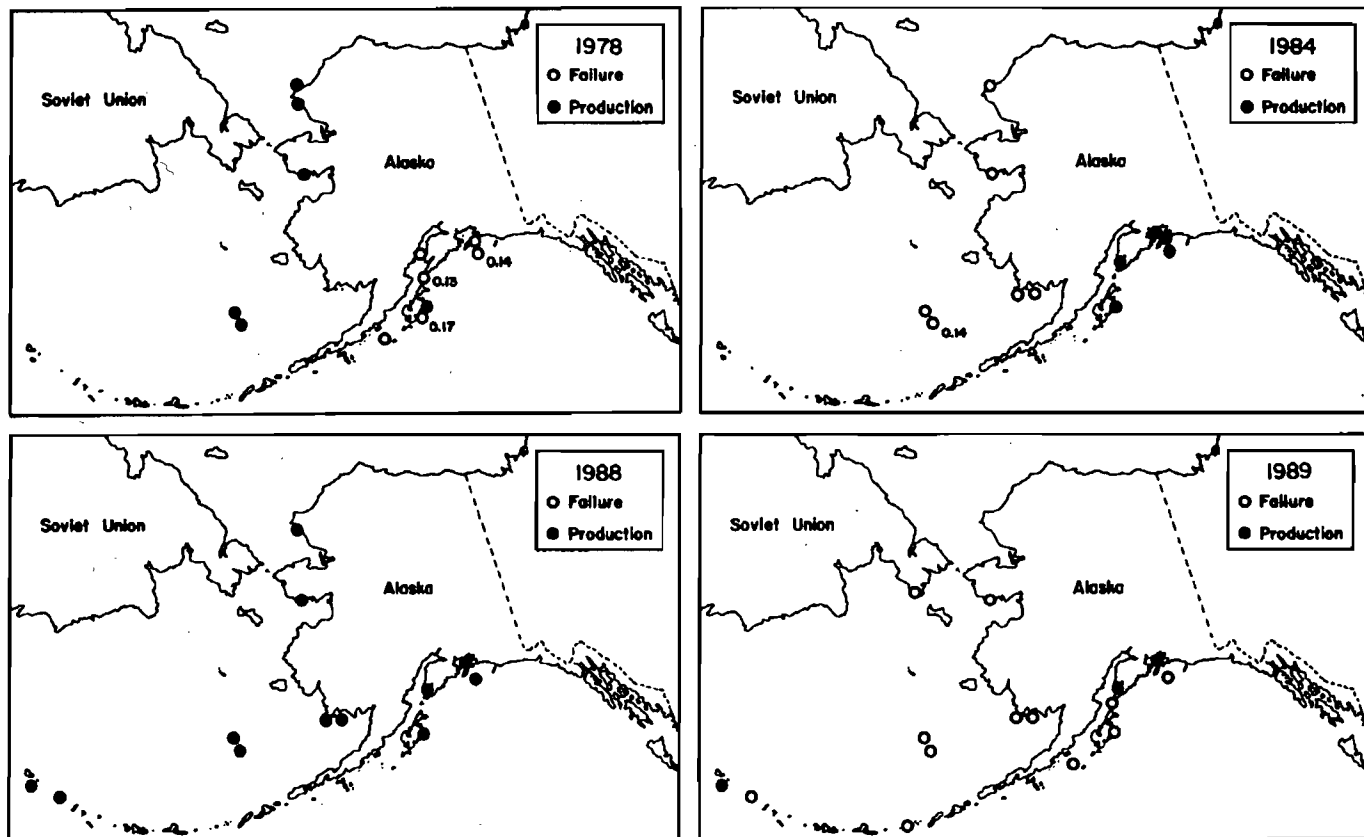 1978
Failure
Production
Soviet Union
Alaska
0.14
0.13
0.17
1984
Failure
Production
Soviet Union
Alaska
0.14
1988
Failure
Production
Soviet Union
Alaska
1989
Failure
Production
Soviet Union
Alaska